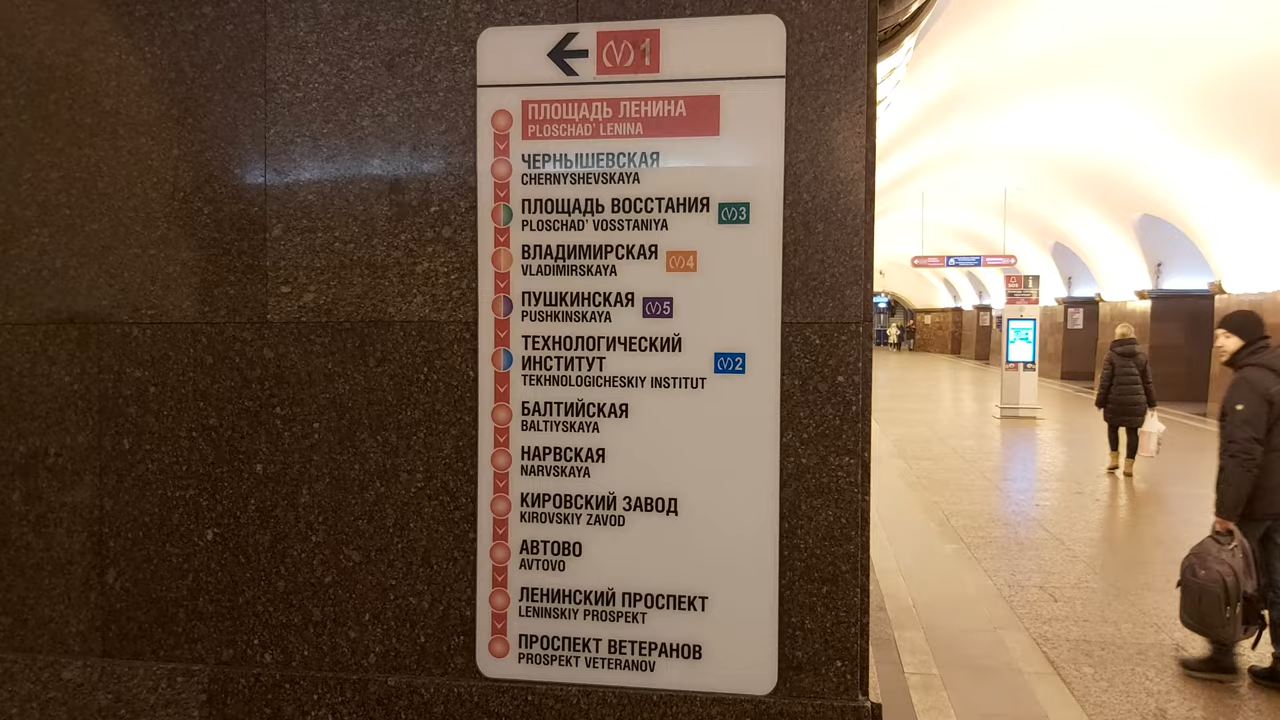 1
ПЛОЩАДЬ ЛЕНИНА
PLOSCHAD' LENINA
ЧЕРНЫШЕВСКАЯ
CHERNYSHEVSKAYA
ПЛОЩАДЬ ВОССТАНИЯ 3
PLOSCHAD' VOSSTANIYA
ВЛАДИМИРСКАЯ 4
VLADIMIRSKAYA
ПУШКИНСКАЯ 5
PUSHKINSKAYA
ТЕХНОЛОГИЧЕСКИЙ
ИНСТИТУТ 2
TEKHNOLOGICHESKIY INSTITUT
БАЛТИЙСКАЯ
BALTIYSKAYA
НАРВСКАЯ
NARVSKAYA
КИРОВСКИЙ ЗАВОД
KIROVSKIY ZAVOD
АВТОВО
AVTOVO
ЛЕНИНСКИЙ ПРОСПЕКТ
LENINSKIY PROSPEKT
ПРОСПЕКТ ВЕТЕРАНОВ
PROSPEKT VETERANOV
SOS i